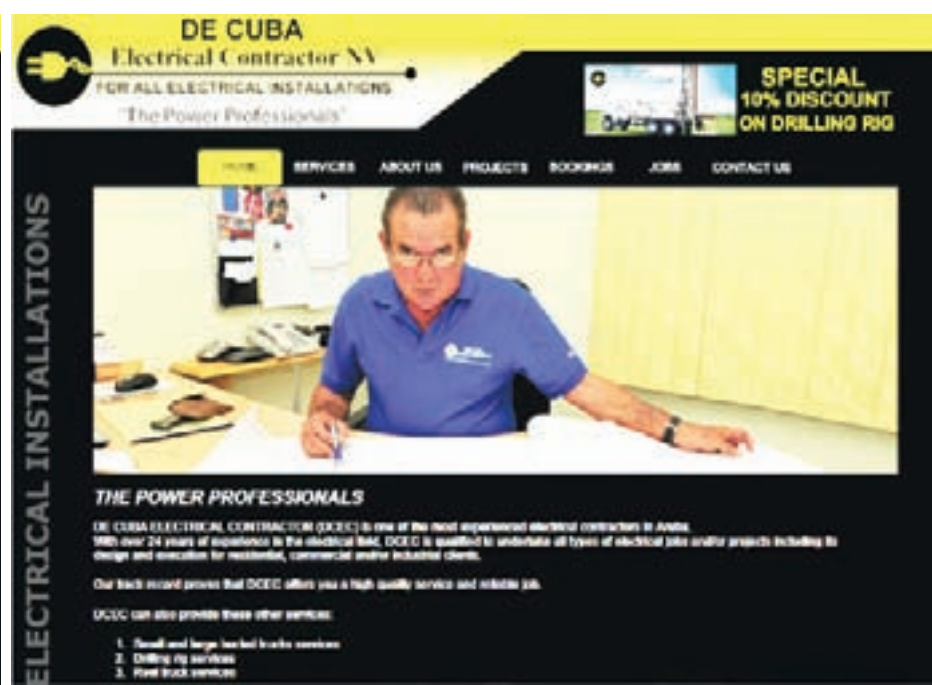 DE CUBA
Electrical Contractor NV
FOR ALL ELECTRICAL INSTALLATIONS
"The Power Professionals"
SPECIAL
10% DISCOUNT
ON DRILLING RIG
HOME SERVICES ABOUT US PROJECTS BOOKINGS JOBS CONTACT US
ELECTRICAL INSTALLATIONS
THE POWER PROFESSIONALS
DE CUBA ELECTRICAL CONTRACTOR (DCEC) is one of the most experienced electrical contractors in Aruba.
With over 24 years of experience in the electrical field, DCEC is qualified to undertake all types of electrical jobs and/or projects including its
design and execution for residential, commercial and/or industrial clients.
Our track record proves that DCEC offers you a high quality service and reliable job.
DCEC can also provide these other services:
1. Small and large trucks services
2. Drilling rig services
3. truck services